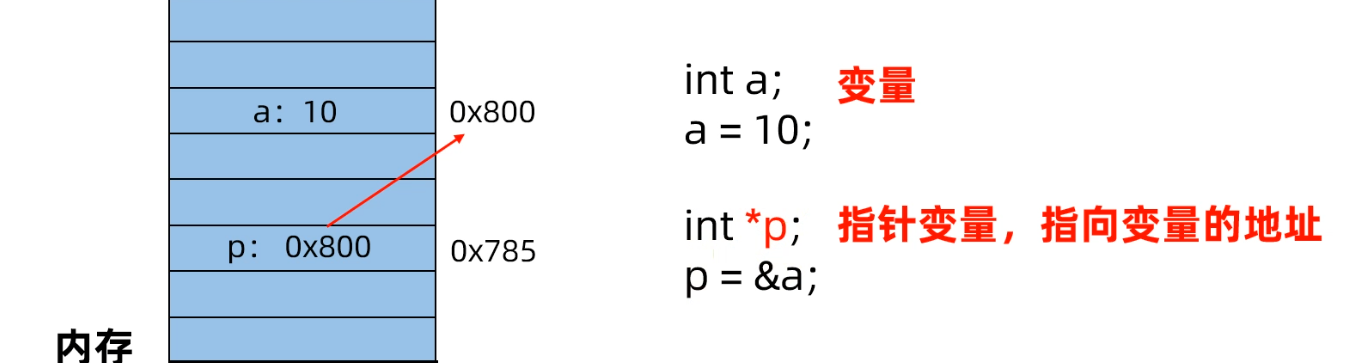 a: 10
0x800
p: 0x800
0x785
内存
int a; 变量
a = 10;
int *p; 指针变量，指向变量的地址
p = &a;